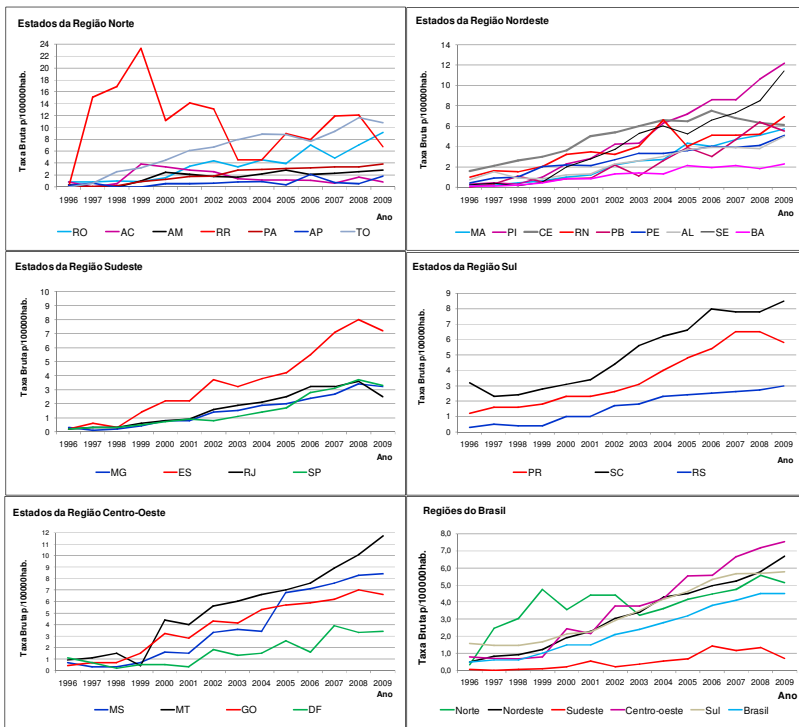 Estados da Região Norte
Taxa Bruta p/100000hab.
24
22
20
18
16
14
12
10
8
6
4
2
0
1996 1997 1998 1999 2000 2001 2002 2003 2004 2005 2006 2007 2008 2009
Ano
RO AC AM RR PA AP TO
Estados da Região Nordeste
Taxa Bruta p/100000hab.
14
12
10
8
6
4
2
0
1996 1997 1998 1999 2000 2001 2002 2003 2004 2005 2006 2007 2008 2009
Ano
MA PI CE RN PB PE AL SE BA
Estados da Região Sudeste
Taxa Bruta p/100000hab.
10
9
8
7
6
5
4
3
2
1
0
1996 1997 1998 1999 2000 2001 2002 2003 2004 2005 2006 2007 2008 2009
Ano
MG ES RJ SP
Estados da Região Sul
Taxa Bruta p/100000hab.
9
8
7
6
5
4
3
2
1
0
1996 1997 1998 1999 2000 2001 2002 2003 2004 2005 2006 2007 2008 2009
Ano
PR SC RS
Estados da Região Centro-Oeste
Taxa Bruta p/100000hab.
12
11
10
9
8
7
6
5
4
3
2
1
0
1996 1997 1998 1999 2000 2001 2002 2003 2004 2005 2006 2007 2008 2009
Ano
MS MT GO DF
Regiões do Brasil
Taxa Bruta p/100000hab.
8,0
7,0
6,0
5,0
4,0
3,0
2,0
1,0
0,0
1996 1997 1998 1999 2000 2001 2002 2003 2004 2005 2006 2007 2008 2009
Ano
Norte Nordeste Sudeste Centro-oeste Sul Brasil